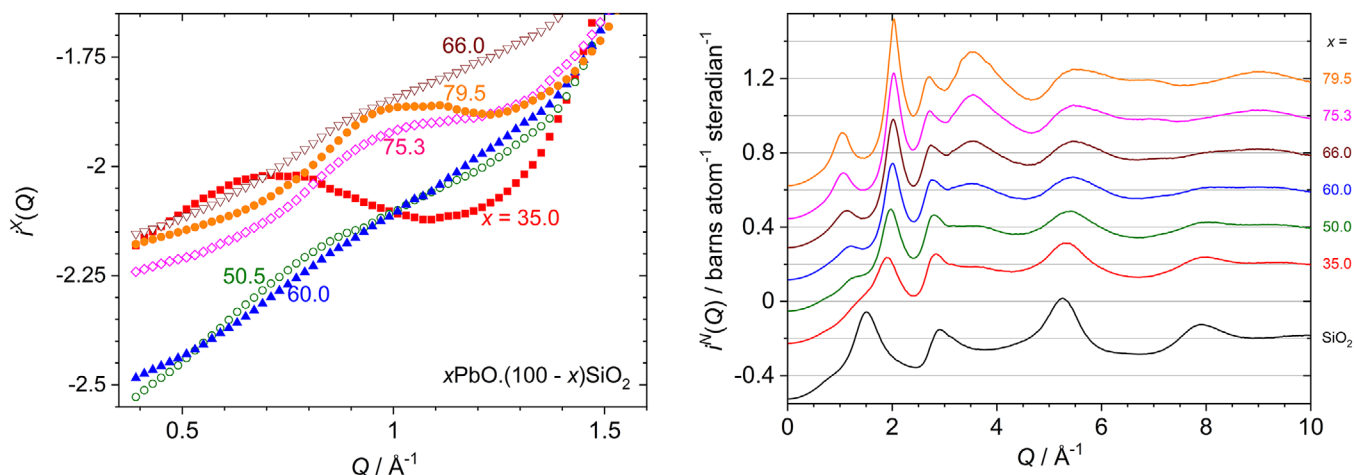 -1.75
-2
-2.25
-2.5
i^X(Q)
66.0
79.5
75.3
x = 35.0
50.5
60.0
xPbO.(100 - x)SiO₂
0.5 1 1.5
Q / Å⁻¹
i^N(Q) / barns atom⁻¹ steradian⁻¹
1.2
0.8
0.4
0
-0.4
x =
79.5
75.3
66.0
60.0
50.0
35.0
SiO₂
0 2 4 6 8 10
Q / Å⁻¹